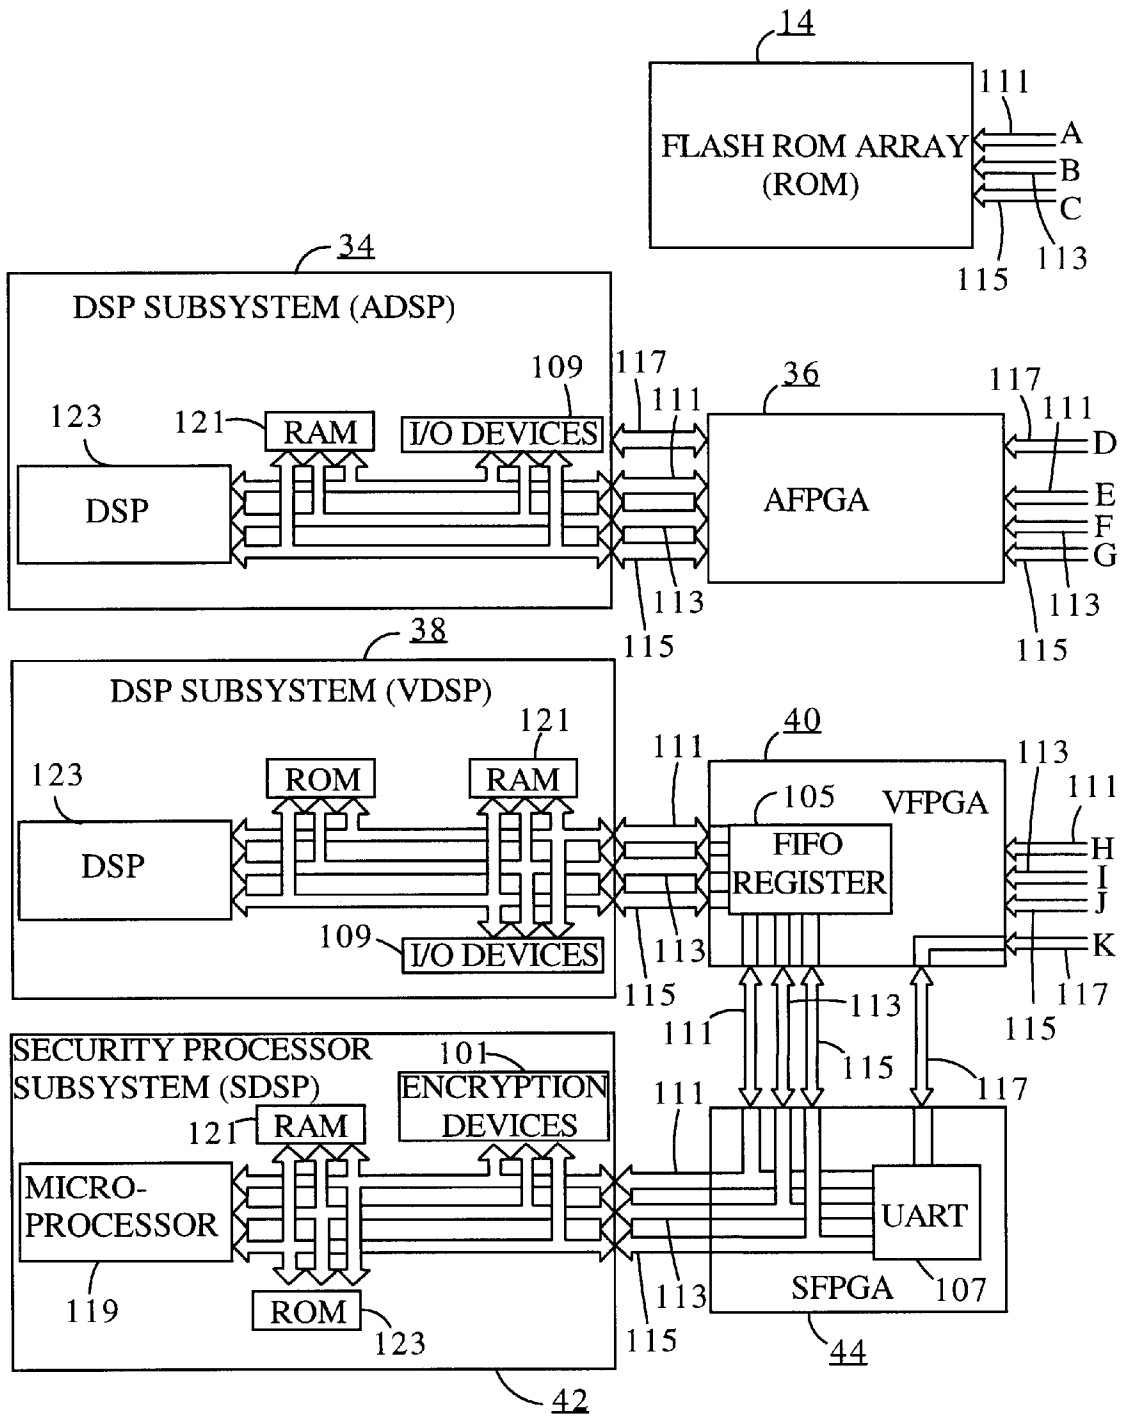 14
111
FLASH ROM ARRAY
(ROM)
A
B
C
113
115
34
DSP SUBSYSTEM (ADSP)
109
117
111
36
117
111
123
121
RAM
I/O DEVICES
D
DSP
AFPGA
E
F
G
113
115
113
115
38
DSP SUBSYSTEM (VDSP)
121
40
111
113
111
123
ROM
RAM
105
VFPGA
DSP
FIFO
REGISTER
H
I
J
K
109
I/O DEVICES
113
115
117
115
111
113
115
117
SECURITY PROCESSOR
SUBSYSTEM (SDSP)
101
ENCRYPTION
DEVICES
111
121
RAM
MICRO-
PROCESSOR
UART
119
ROM
123
113
115
SFPGA
107
44
42